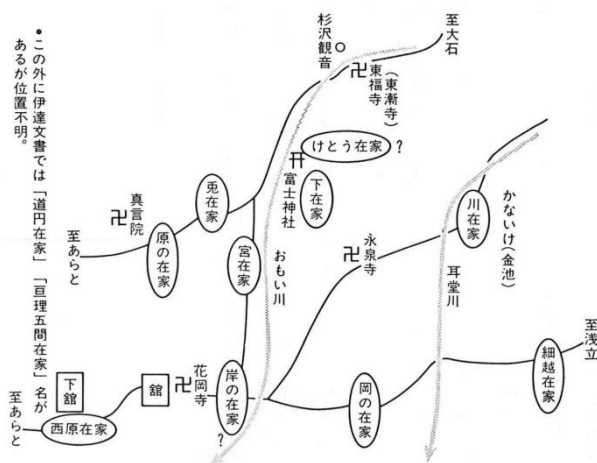 至大石
杉沢観音
東福寺
(東漸寺)
けとう在家
?
富士神社
下在家
かないけ(金池)
川在家
耳堂川
永泉寺
至浅立
細越在家
岡の在家
おもい川
兎在家
宮在家
真言院
原の在家
至あらと
岸の在家
?
花岡寺
舘
下舘
西原在家
至あらと
•この外に伊達文書では「道円在家」「亘理五間在家」名が
あるが位置不明。